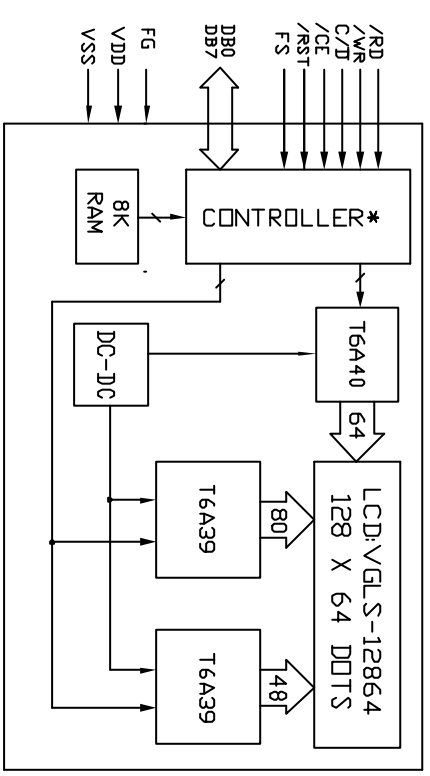 /RD
/WR
C/D
/CE
/RST
FS
DB0
DB7
FG
VDD
VSS
CONTROLLER*
8K
RAM
T6A40
64
DC-DC
LCD:VGLS-12864
128 X 64 DOTS
T6A39
80
T6A39
48